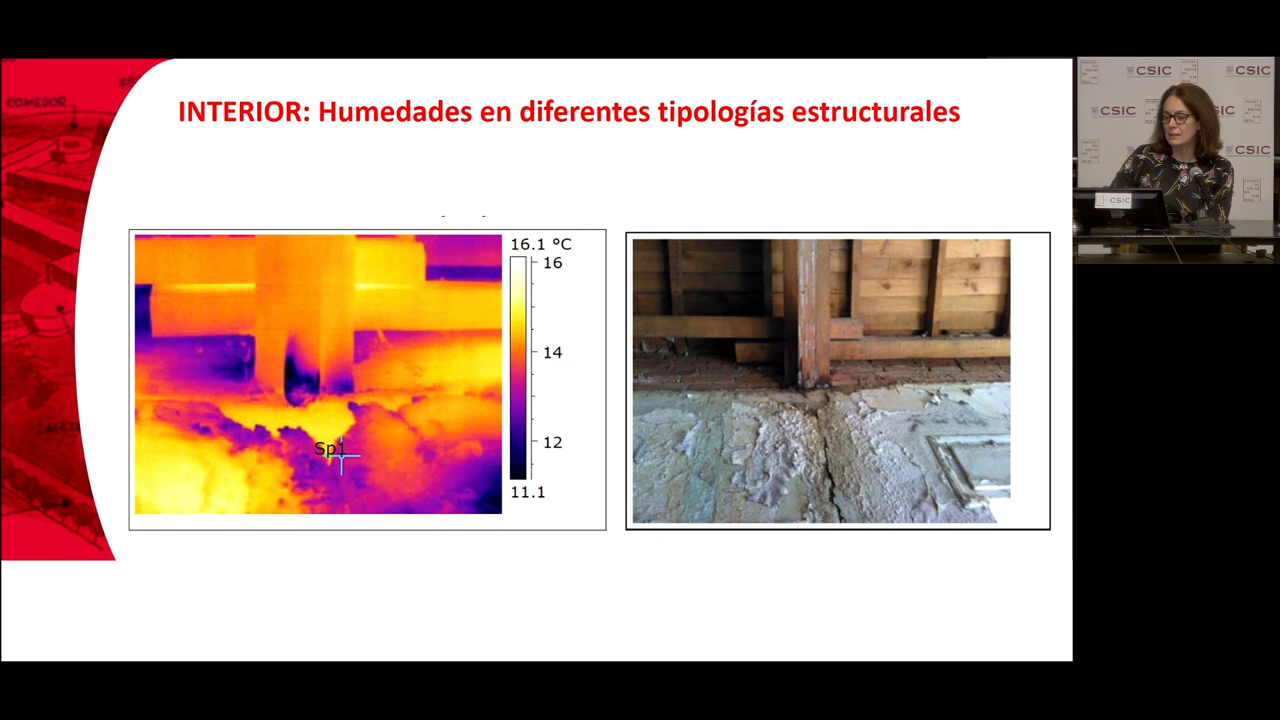 COMEDOR
INTERIOR: Humedades en diferentes tipologías estructurales
16.1 °C
16
14
12
11.1
Sp1
CSIC
CSIC
CSIC
CSIC
CSIC